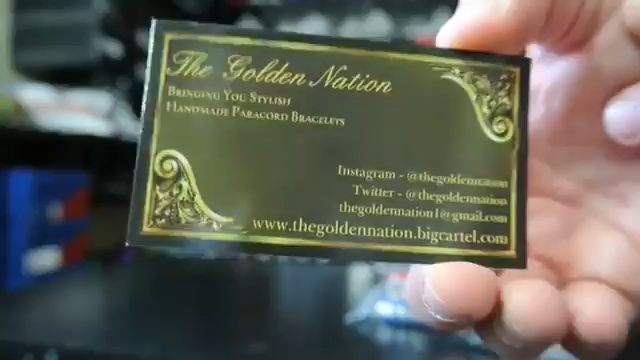 The Golden Nation
Bringing You Stylish
Handmade Paracord Bracelets
Instagram - @thegoldennation
Twitter - @thegoldennation
thegoldennation1@gmail.com
www.thegoldennation.bigcartel.com